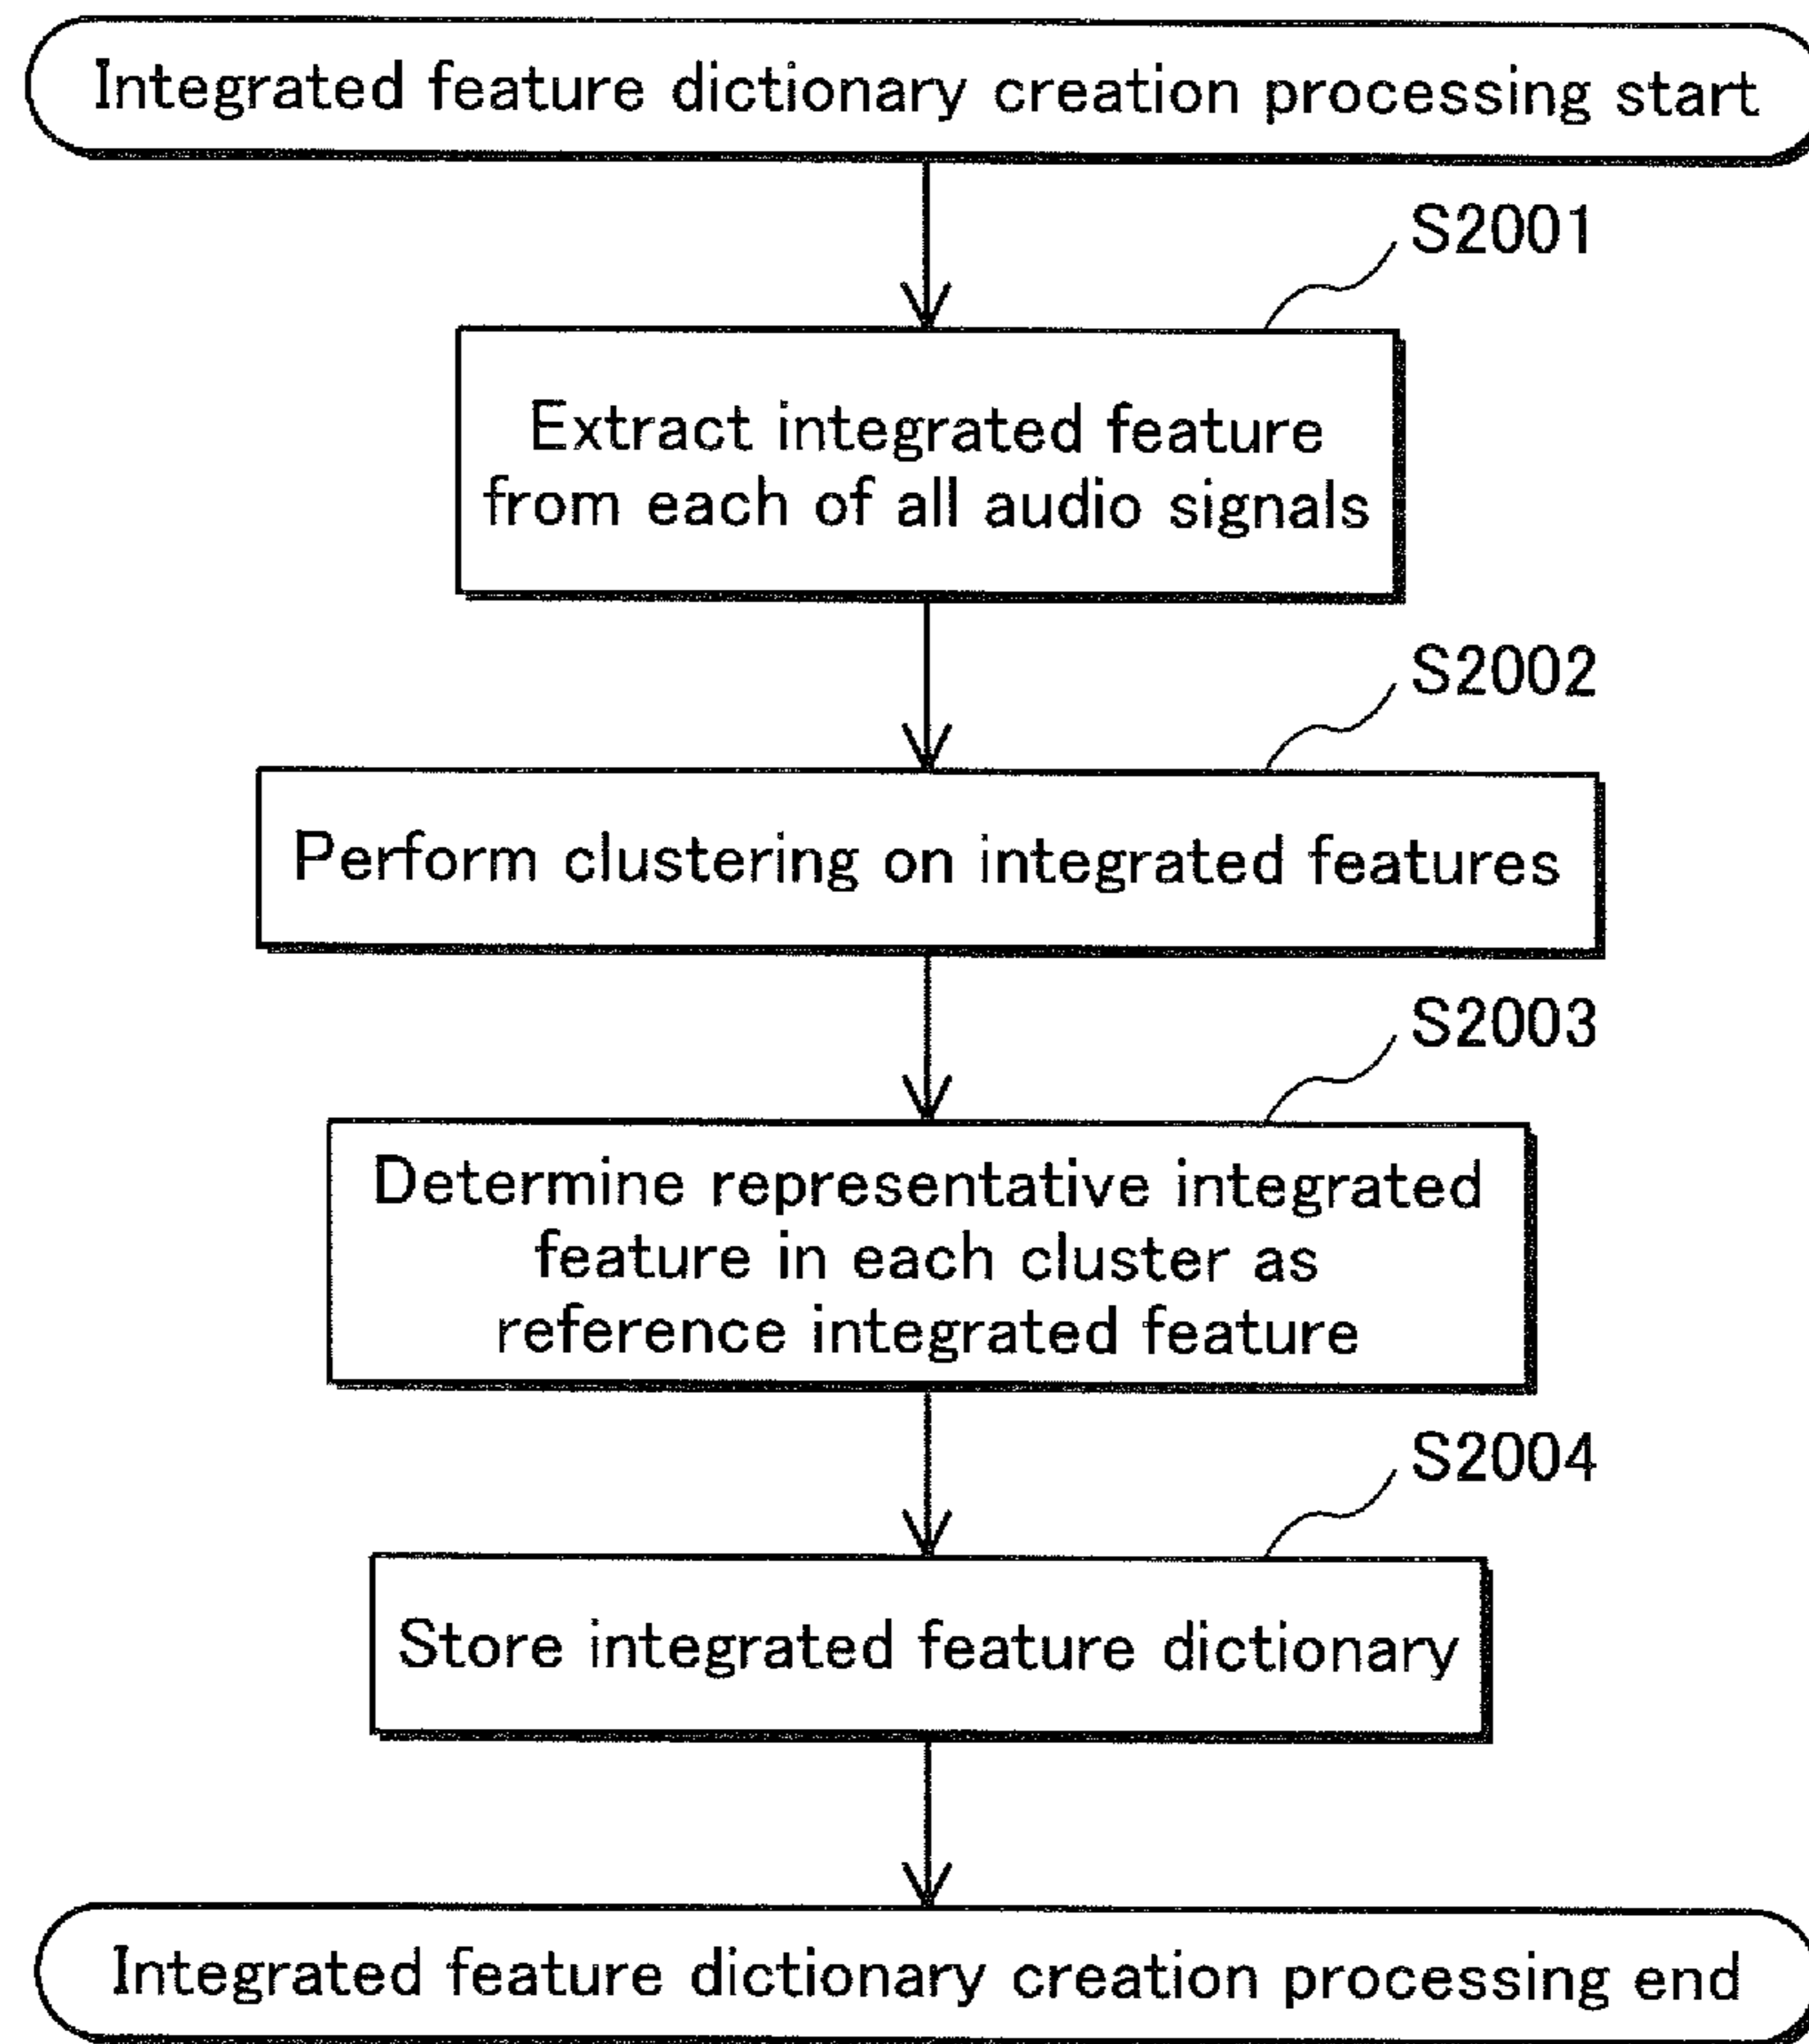 Integrated feature dictionary creation processing start
S2001
Extract integrated feature
from each of all audio signals
S2002
Perform clustering on integrated features
S2003
Determine representative integrated
feature in each cluster as
reference integrated feature
S2004
Store integrated feature dictionary
Integrated feature dictionary creation processing end